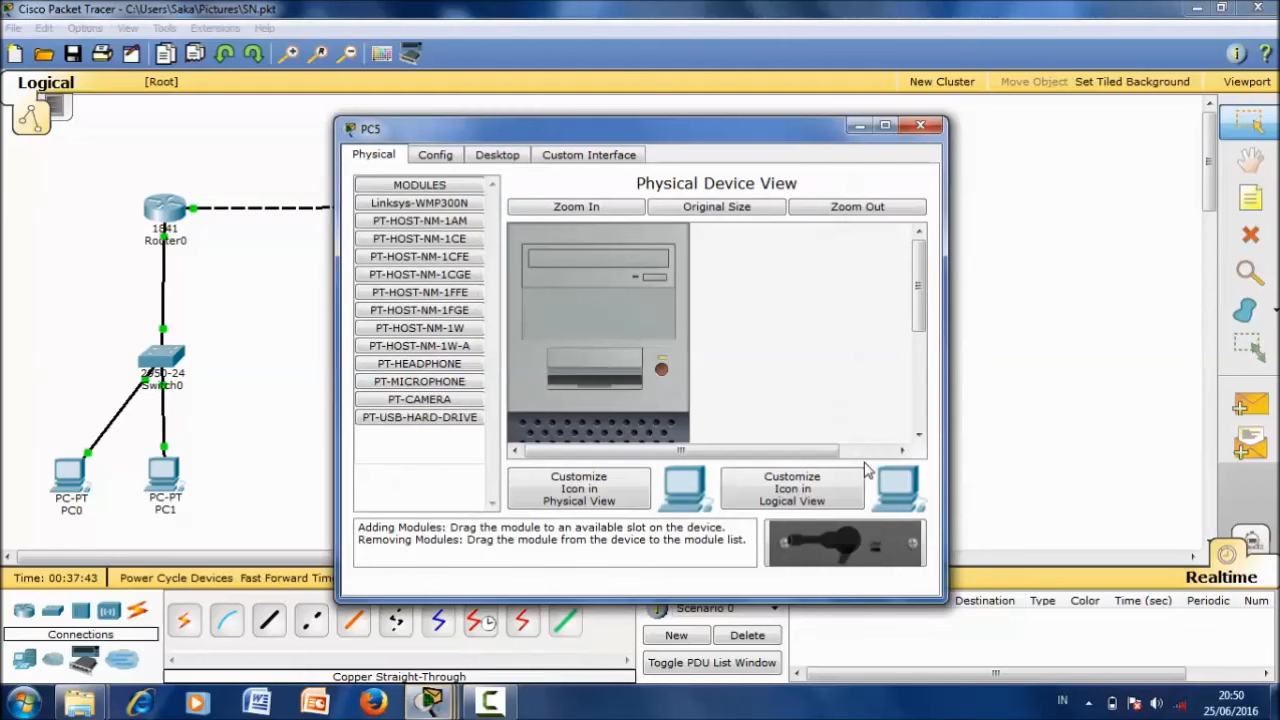 Cisco Packet Tracer - C:\Users\Saka\Pictures\SN.pkt
File Edit Options View Tools Extensions Help
Logical
[Root]
New Cluster
Move Object
Set Tiled Background
Viewport
1841
Router0
2950-24
Switch0
PC-PT
PC0
PC-PT
PC1
PC5
Physical
Config
Desktop
Custom Interface
MODULES
Linksys-WMP300N
PT-HOST-NM-1AM
PT-HOST-NM-1CE
PT-HOST-NM-1CFE
PT-HOST-NM-1CGE
PT-HOST-NM-1FFE
PT-HOST-NM-1FGE
PT-HOST-NM-1W
PT-HOST-NM-1W-A
PT-HEADPHONE
PT-MICROPHONE
PT-CAMERA
PT-USB-HARD-DRIVE
Physical Device View
Zoom In
Original Size
Zoom Out
Customize
Icon in
Physical View
Customize
Icon in
Logical View
Adding Modules: Drag the module to an available slot on the device.
Removing Modules: Drag the module from the device to the module list.
Time: 00:37:43
Power Cycle Devices
Fast Forward Tim
Realtime
Connections
Copper Straight-Through
Scenario 0
New
Delete
Toggle PDU List Window
Destination
Type
Color
Time (sec)
Periodic
Num
IN
20:50
25/06/2016